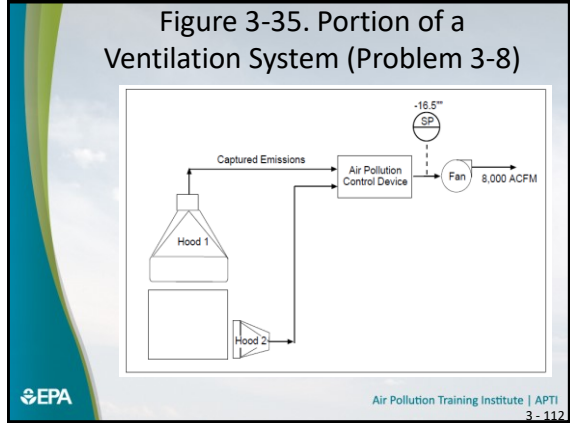 Figure 3-35. Portion of a
Ventilation System (Problem 3-8)
-16.5""
SP
Captured Emissions
Air Pollution
Control Device
Fan
8,000 ACFM
Hood 1
Hood 2
EPA
Air Pollution Training Institute | APTI
3 - 112